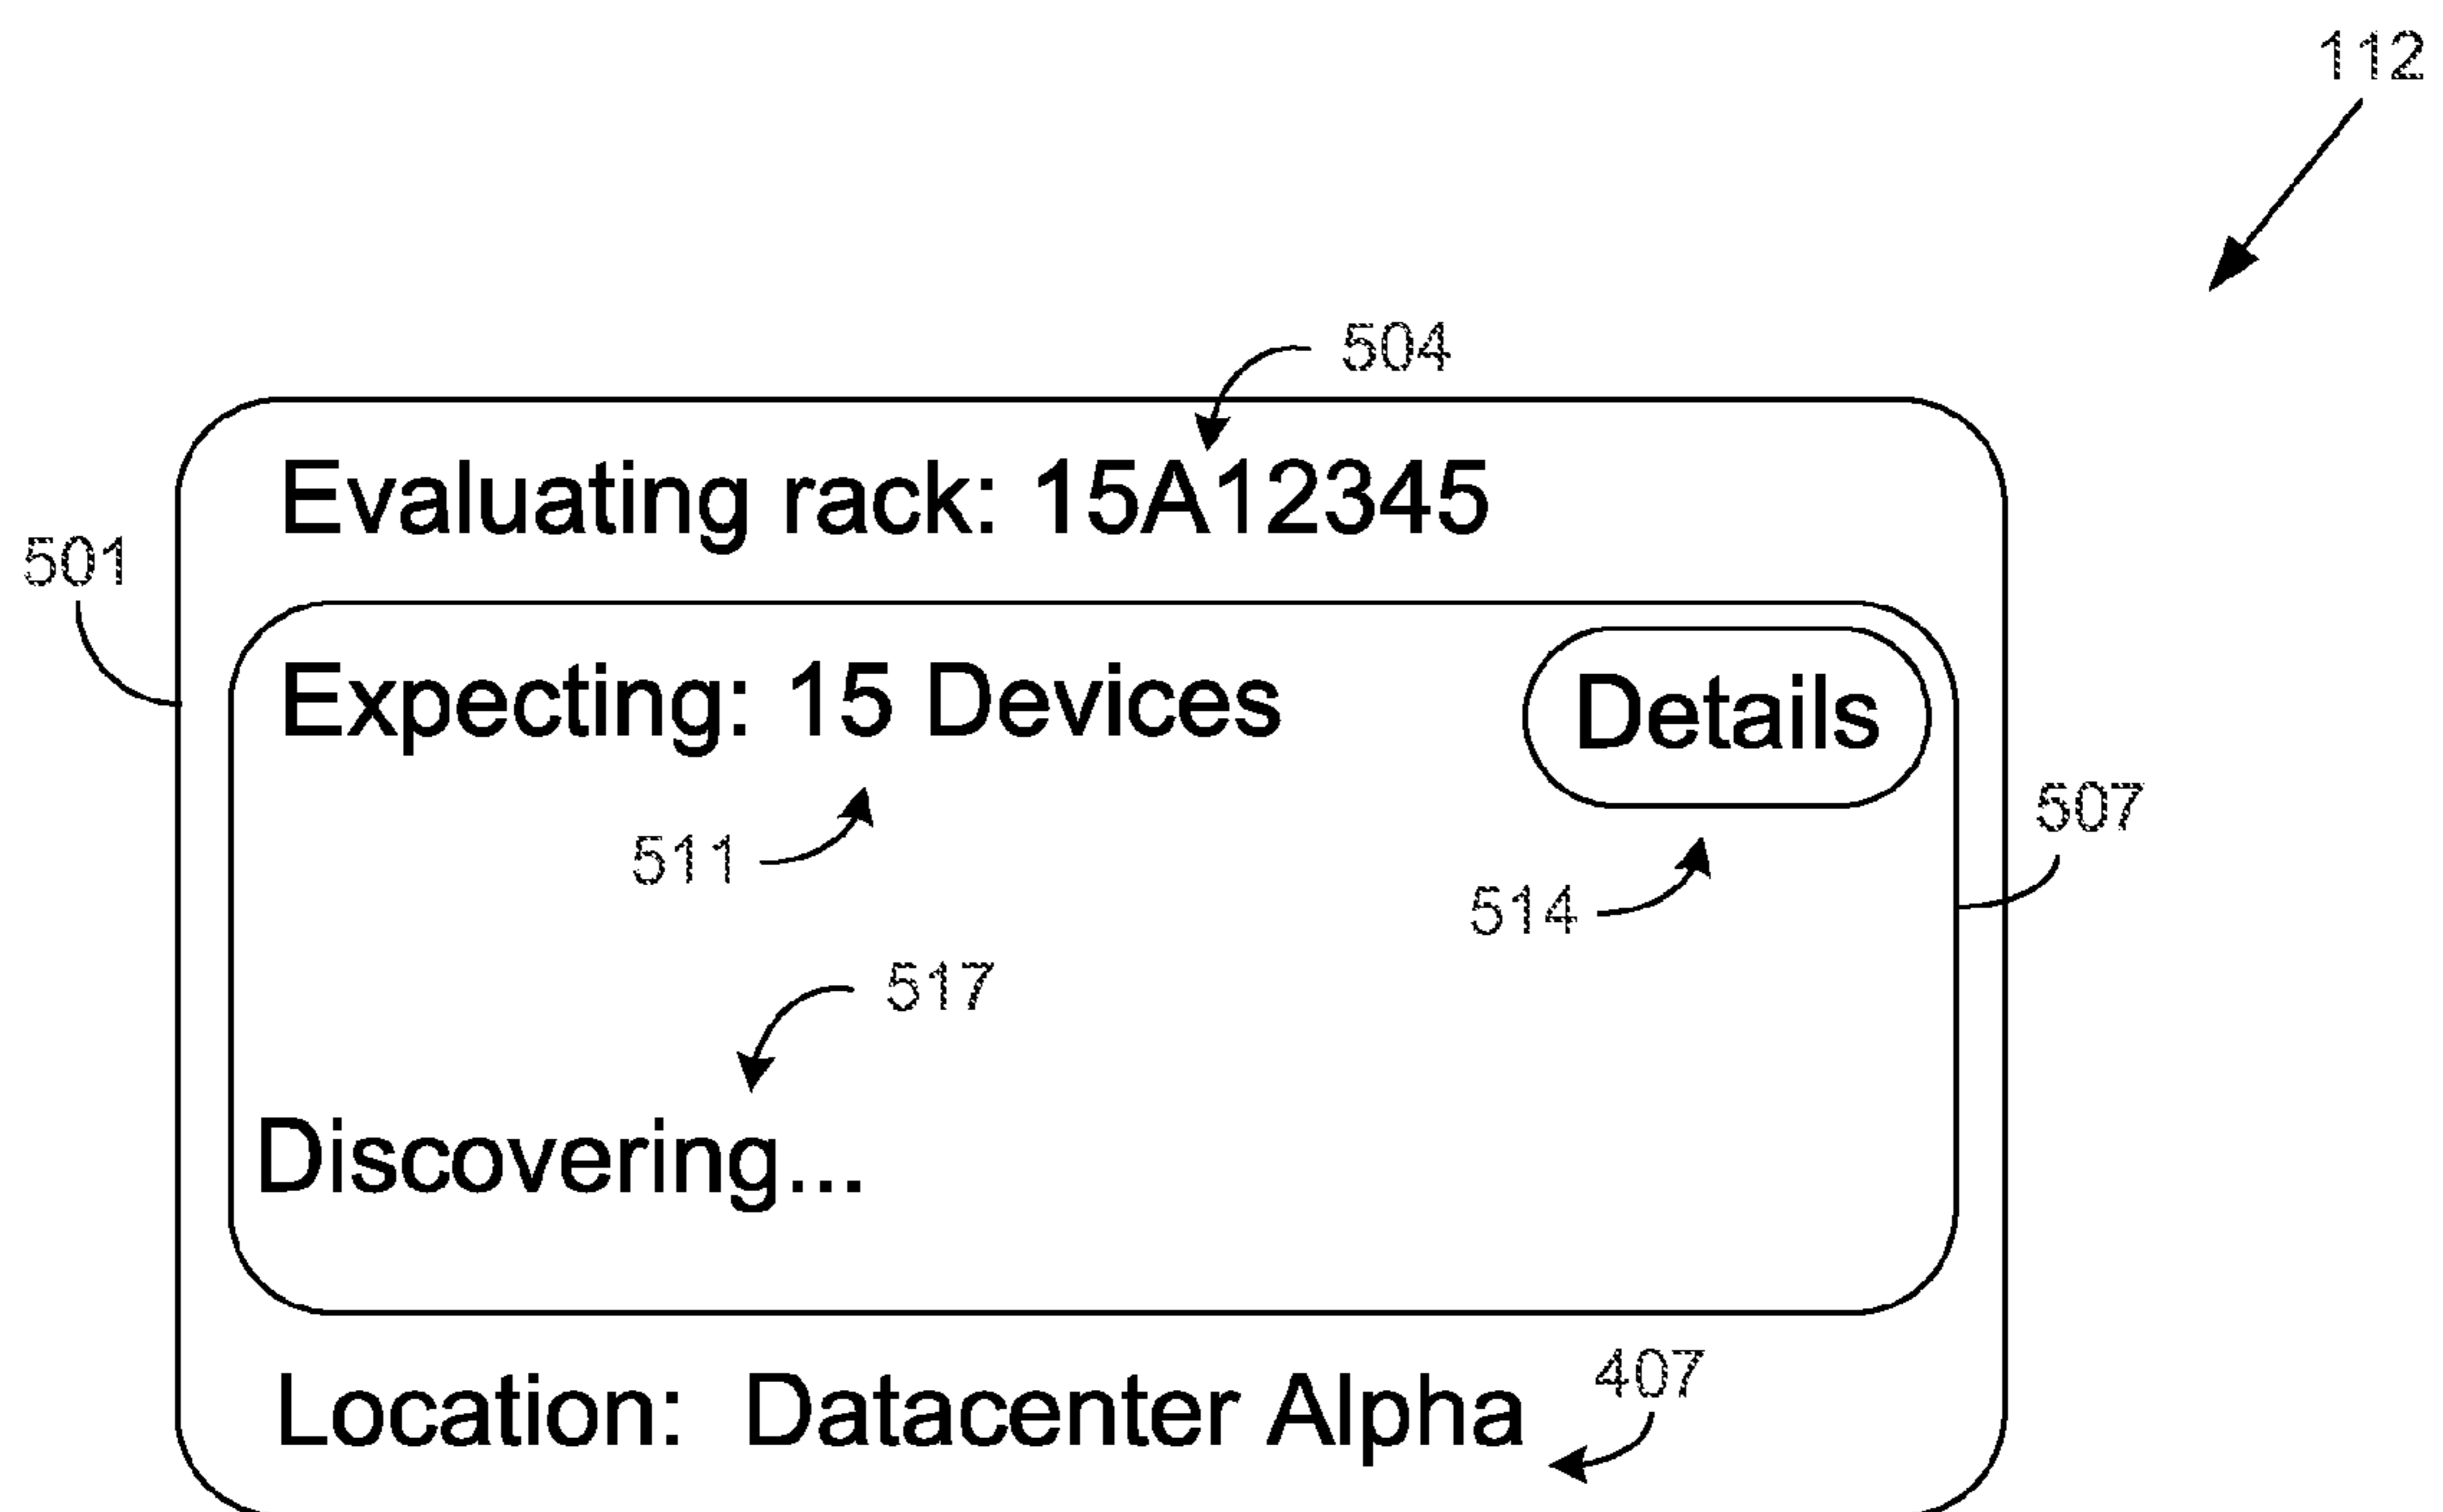 112
504
Evaluating rack: 15A12345
501
Expecting: 15 Devices
Details
507
511
514
517
Discovering...
407
Location: Datacenter Alpha